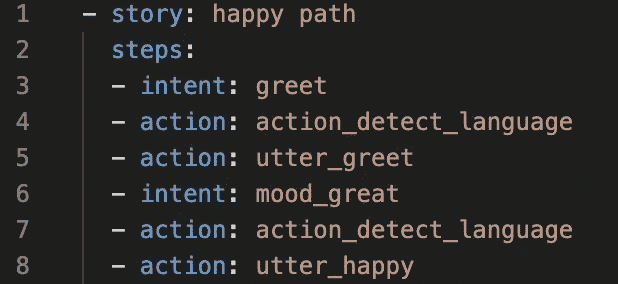 1 - story: happy path
2 steps:
3 - intent: greet
4 - action: action_detect_language
5 - action: utter_greet
6 - intent: mood_great
7 - action: action_detect_language
8 - action: utter_happy